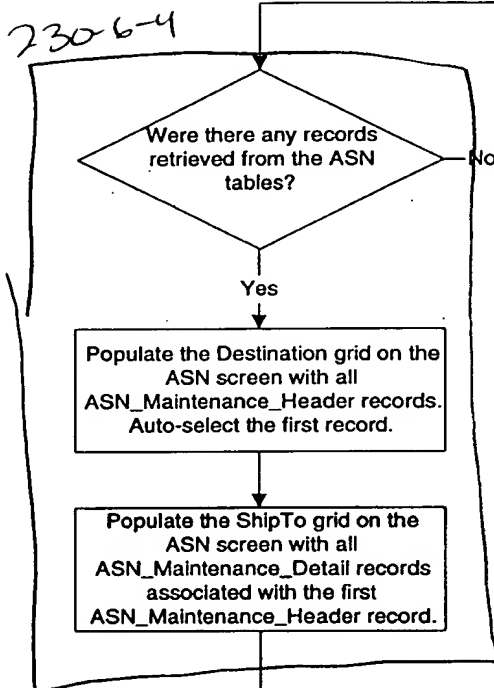 230-6-4
Were there any records
retrieved from the ASN
tables?
No
Yes
Populate the Destination grid on the
ASN screen with all
ASN_Maintenance_Header records.
Auto-select the first record.
Populate the ShipTo grid on the
ASN screen with all
ASN_Maintenance_Detail records
associated with the first
ASN_Maintenance_Header record.